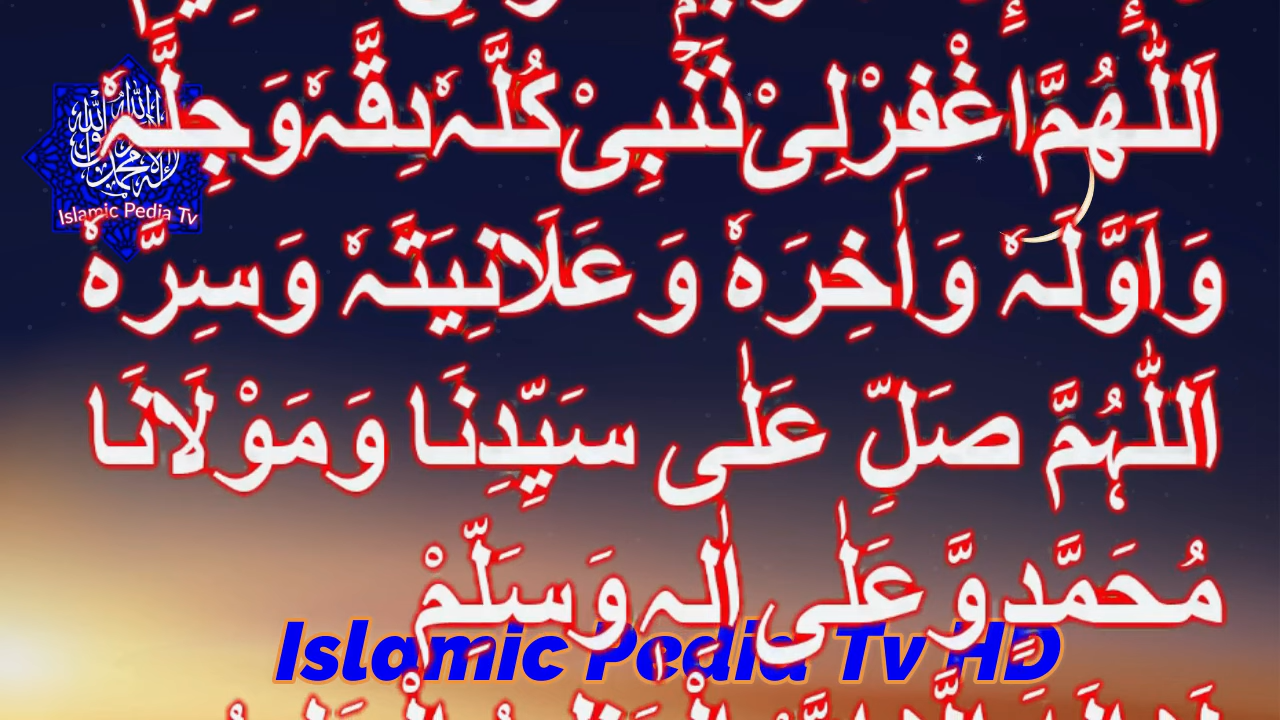 اَللّٰهُمَّ اغْفِرْلِیْ ذَنْۢبِیْ كُلَّہٗ دِقَّہٗ وَجِلَّہٗ
وَاَوَّلَہٗ وَاٰخِرَهٗ وَ عَلَانِیَتَہٗ وَسِرَّهٗ
اَللّٰہُمَّ صَلِّ عَلٰی سَیِّدِنَا وَمَوْلَانَا
مُحَمَّدٍ وَّ عَلٰی اٰلِہٖ وَسَلِّمْ
Islamic Pedia Tv
Islamic Pedia Tv HD